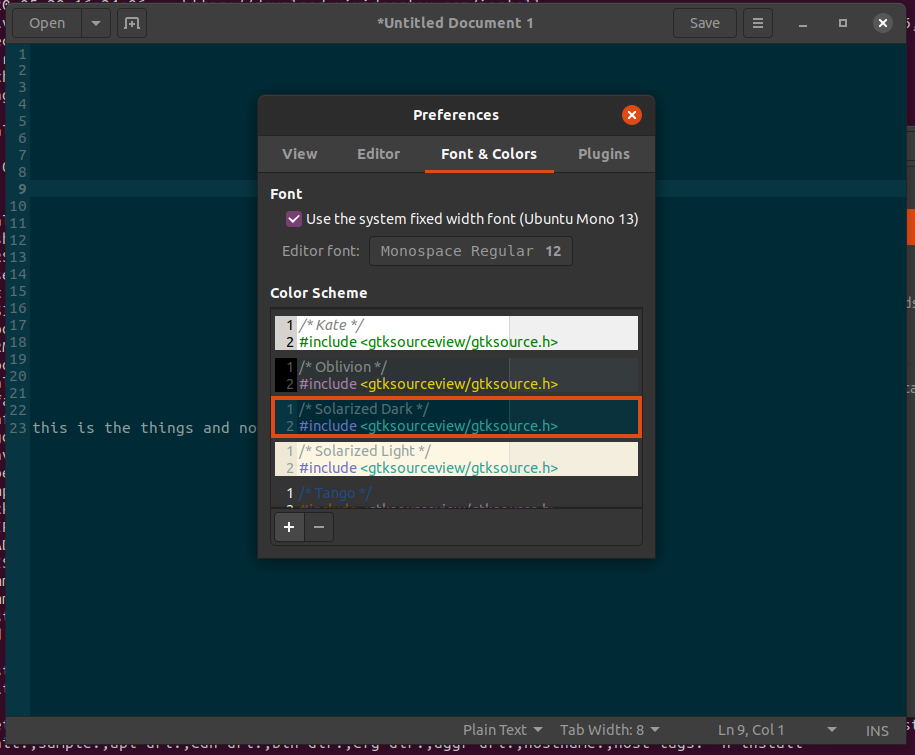 Open
*Untitled Document 1
Save
1
2
3
4
5
6
7
8
9
10
11
12
13
14
15
16
17
18
19
20
21
22
23 this is the things and no
Preferences
View Editor Font & Colors Plugins
Font
Use the system fixed width font (Ubuntu Mono 13)
Editor font: Monospace Regular 12
Color Scheme
1 /* Kate */
2 #include <gtksourceview/gtksource.h>
1 /* Oblivion */
2 #include <gtksourceview/gtksource.h>
1 /* Solarized Dark */
2 #include <gtksourceview/gtksource.h>
1 /* Solarized Light */
2 #include <gtksourceview/gtksource.h>
1 /* Tango */
Plain Text Tab Width: 8 Ln 9, Col 1 INS